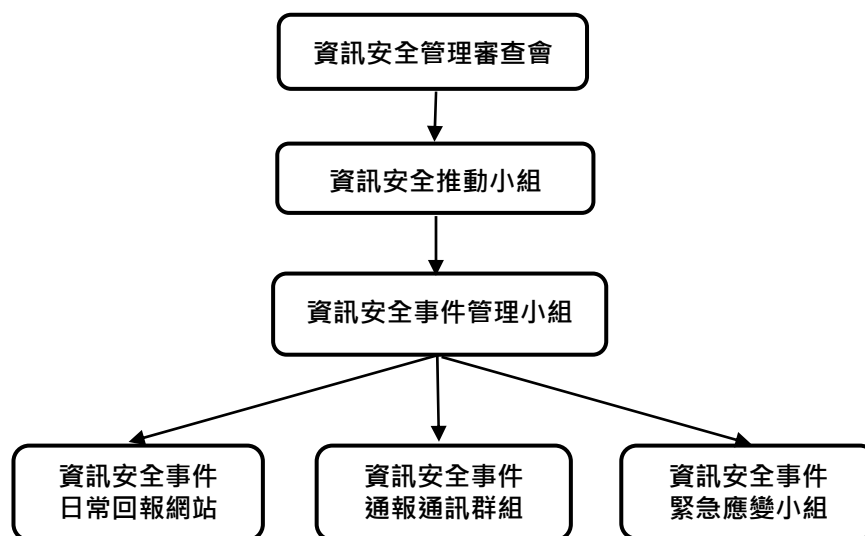 資訊安全管理審查會
資訊安全推動小組
資訊安全事件管理小組
資訊安全事件
日常回報網站
資訊安全事件
通報通訊群組
資訊安全事件
緊急應變小組